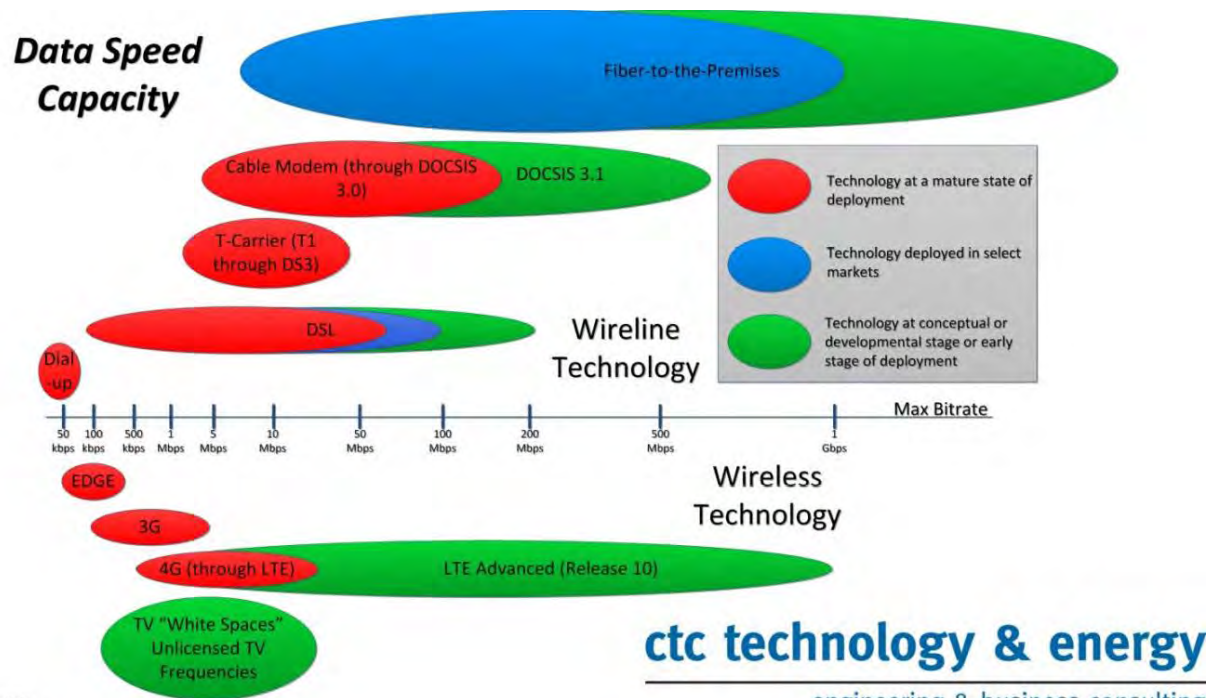 Data Speed
Capacity
Fiber-to-the-Premises
Cable Modem (through DOCSIS
3.0)
DOCSIS 3.1
T-Carrier (T1
through DS3)
DSL
Dial
-up
Wireline
Technology
Technology at a mature state of
deployment
Technology deployed in select
markets
Technology at conceptual or
developmental stage or early
stage of deployment
Max Bitrate
50
kbps
100
kbps
500
kbps
1
Mbps
5
Mbps
10
Mbps
50
Mbps
100
Mbps
200
Mbps
500
Mbps
1
Gbps
EDGE
3G
4G (through LTE)
LTE Advanced (Release 10)
TV “White Spaces”
Unlicensed TV
Frequencies
Wireless
Technology
ctc technology & energy
engineering & business consulting